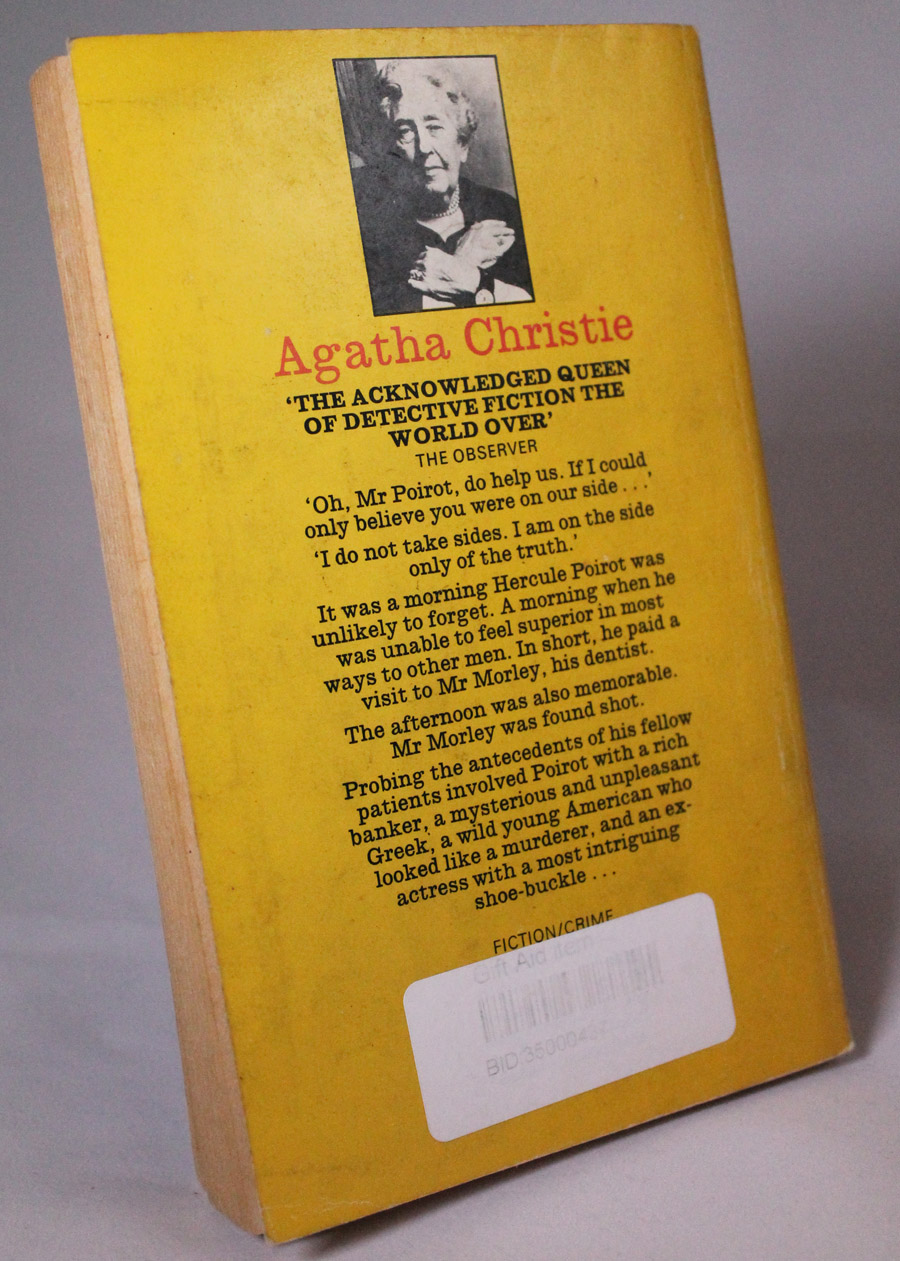 Agatha Christie
‘THE ACKNOWLEDGED QUEEN
OF DETECTIVE FICTION THE
WORLD OVER’
THE OBSERVER
‘Oh, Mr Poirot, do help us. If I could
only believe you were on our side . . .’
‘I do not take sides. I am on the side
only of the truth.’
It was a morning Hercule Poirot was
unlikely to forget. A morning when he
was unable to feel superior in most
ways to other men. In short, he paid a
visit to Mr Morley, his dentist.
The afternoon was also memorable.
Mr Morley was found shot.
Probing the antecedents of his fellow
patients involved Poirot with a rich
banker, a mysterious and unpleasant
Greek, a wild young American who
looked like a murderer, and an ex-
actress with a most intriguing
shoe-buckle . . .
FICTION/CRIME
Gift Aid item